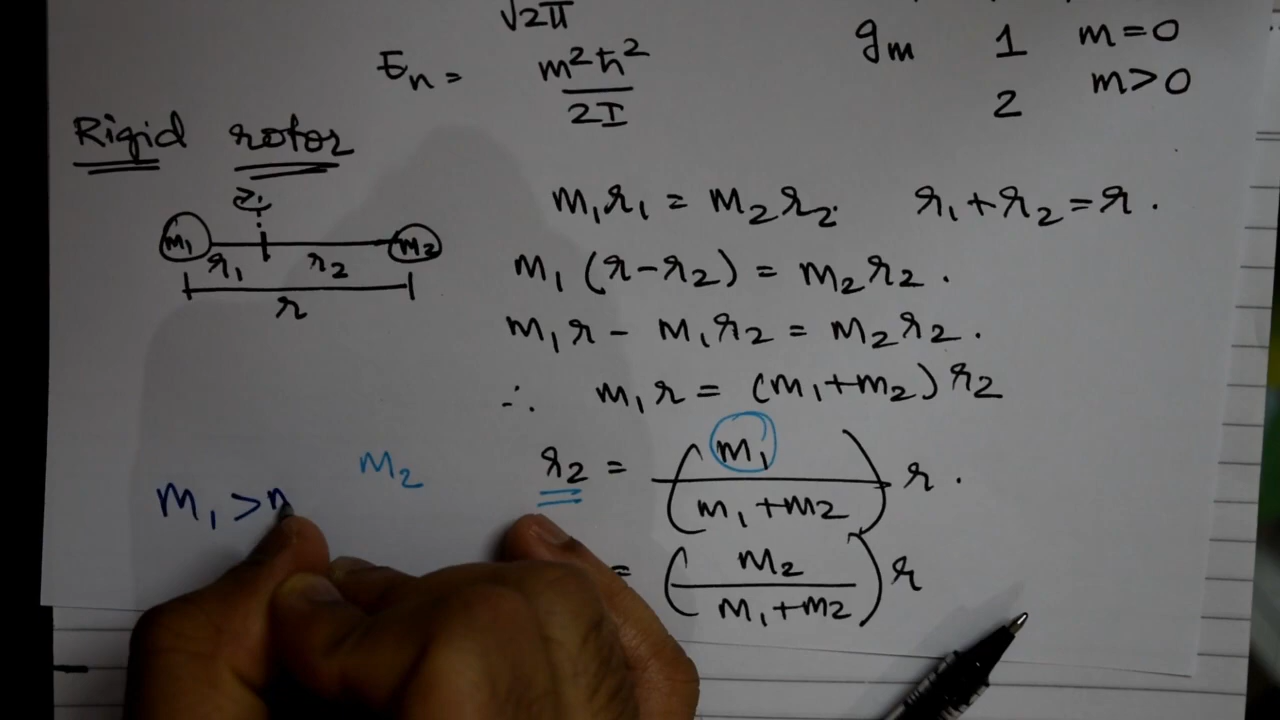 √2π
Eₙ = m²ħ² / 2I
gₘ 1 m=0
2 m>0
Rigid rotor
m₁ m₂
r₁ r₂
r
m₁r₁ = m₂r₂. r₁+r₂ = r.
m₁(r-r₂) = m₂r₂.
m₁r - m₁r₂ = m₂r₂.
∴ m₁r = (m₁+m₂)r₂
r₂ = (m₁ / m₁+m₂) r.
= (m₂ / m₁+m₂) r
m₂
m₁ >